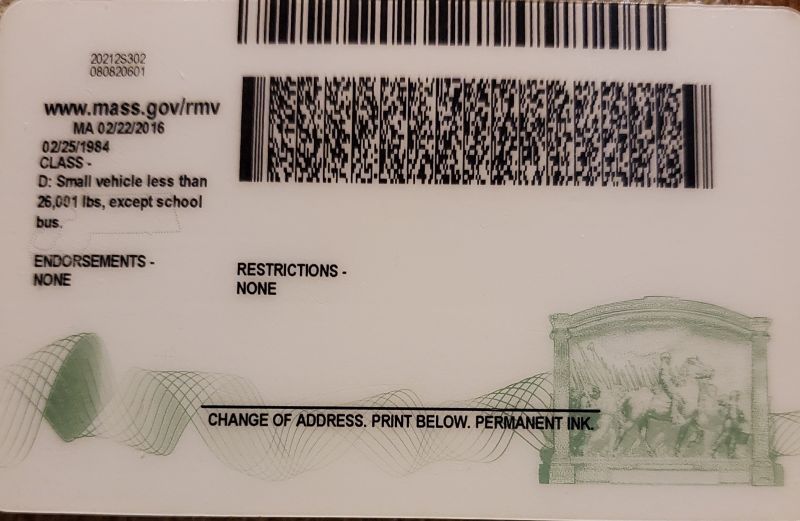 20212S302
080820601
www.mass.gov/rmv
MA 02/22/2016
02/25/1984
CLASS -
D: Small vehicle less than
26,001 lbs, except school
bus.
ENDORSEMENTS -
NONE
RESTRICTIONS -
NONE
CHANGE OF ADDRESS. PRINT BELOW. PERMANENT INK.